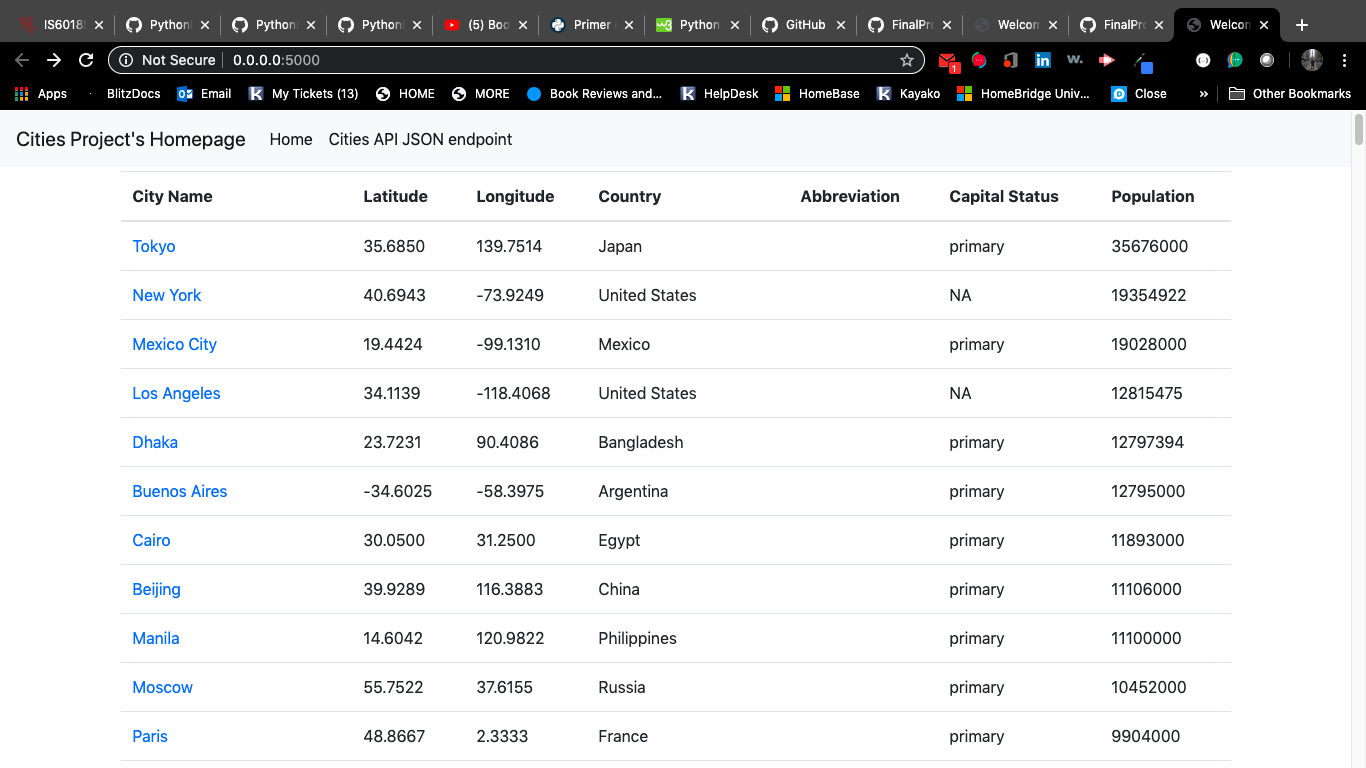 IS6018 Python Python Python (5) Boo Primer Python GitHub FinalPro Welcon FinalPro Welcon
Not Secure 0.0.0.0:5000 1
Apps BlitzDocs Email My Tickets (13) HOME MORE Book Reviews and... HelpDesk HomeBase Kayako HomeBridge Univ... Close » Other Bookmarks
Cities Project's Homepage Home Cities API JSON endpoint
City Name Latitude Longitude Country Abbreviation Capital Status Population
Tokyo 35.6850 139.7514 Japan primary 35676000
New York 40.6943 -73.9249 United States NA 19354922
Mexico City 19.4424 -99.1310 Mexico primary 19028000
Los Angeles 34.1139 -118.4068 United States NA 12815475
Dhaka 23.7231 90.4086 Bangladesh primary 12797394
Buenos Aires -34.6025 -58.3975 Argentina primary 12795000
Cairo 30.0500 31.2500 Egypt primary 11893000
Beijing 39.9289 116.3883 China primary 11106000
Manila 14.6042 120.9822 Philippines primary 11100000
Moscow 55.7522 37.6155 Russia primary 10452000
Paris 48.8667 2.3333 France primary 9904000